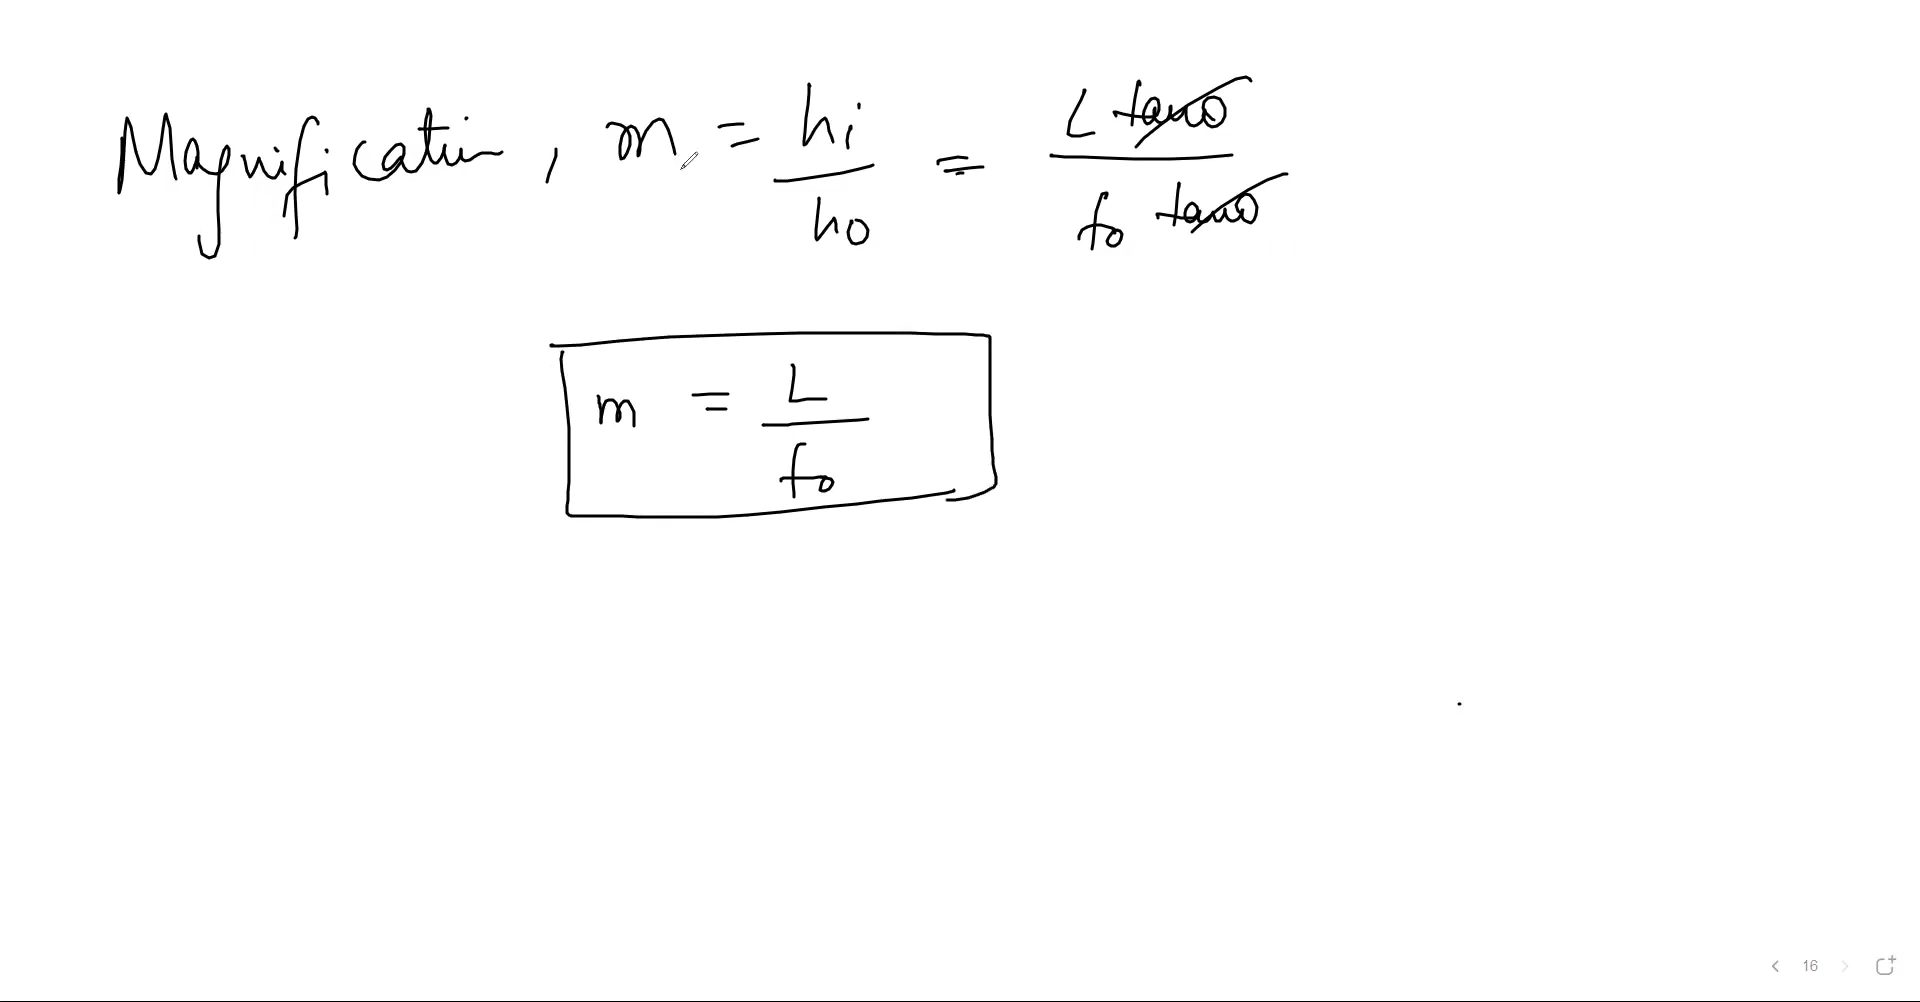 Magnification, m = hi/ho = L tanθ / fo tanθ
m = L/fo
16